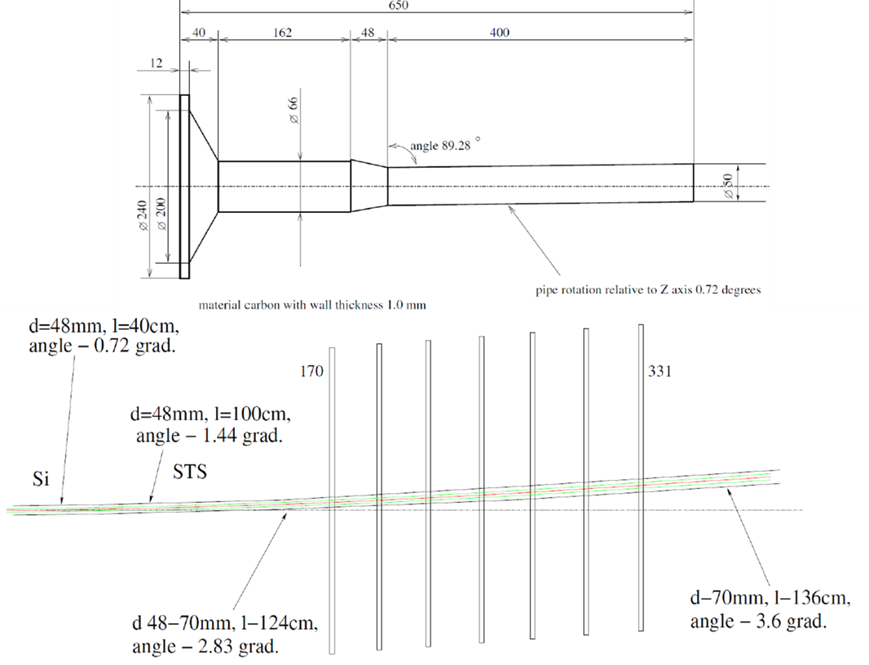 650
40 162 48 400
12
⌀ 66
angle 89.28 °
⌀ 240
⌀ 200
⌀ 50
pipe rotation relative to Z axis 0.72 degrees
material carbon with wall thickness 1.0 mm
d=48mm, l=40cm,
angle − 0.72 grad.
170
331
d=48mm, l=100cm,
angle − 1.44 grad.
Si
STS
d−70mm, l−136cm,
angle − 3.6 grad.
d 48−70mm, l−124cm,
angle − 2.83 grad.